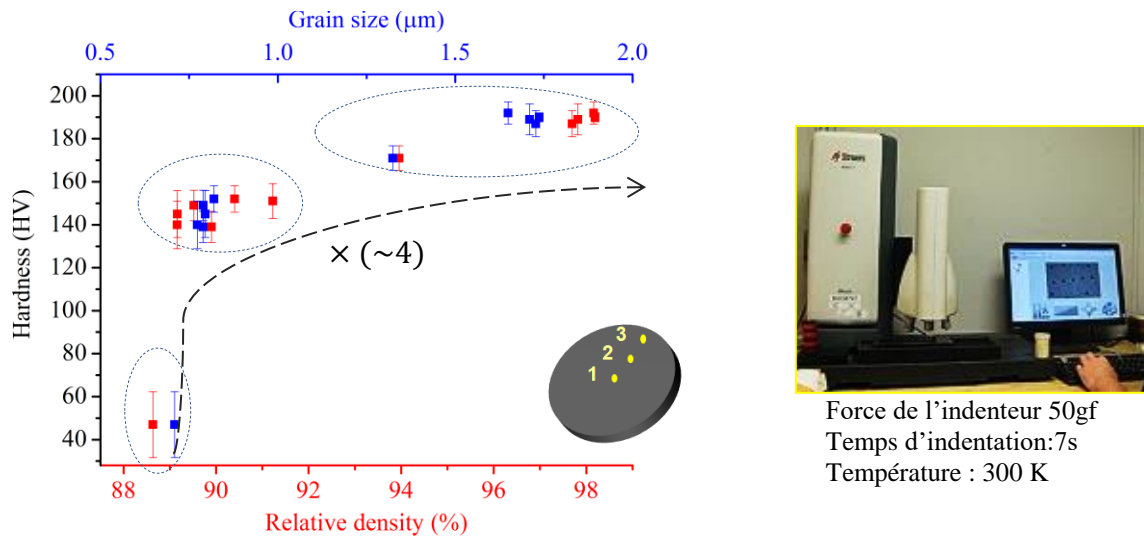 Grain size (μm)
0.5 1.0 1.5 2.0
Hardness (HV)
200
180
160
140
120
100
80
60
40
× (~4)
3
2
1
88 90 92 94 96 98
Relative density (%)
Struers
Force de l’indenteur 50gf
Temps d’indentation:7s
Température : 300 K